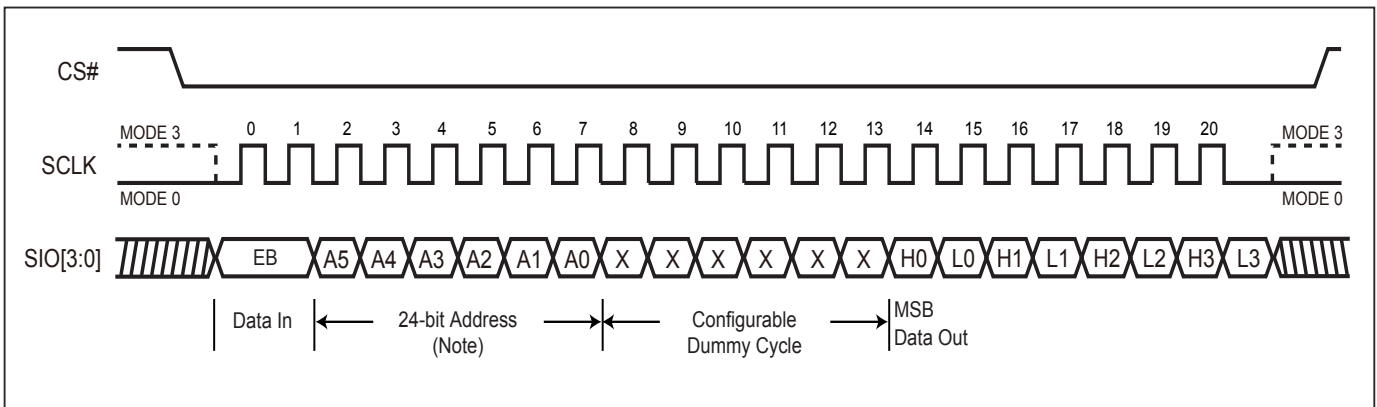 CS#
MODE 3 0 1 2 3 4 5 6 7 8 9 10 11 12 13 14 15 16 17 18 19 20 MODE 3
SCLK
MODE 0 MODE 0
SIO[3:0] EB A5 A4 A3 A2 A1 A0 X X X X X X H0 L0 H1 L1 H2 L2 H3 L3
Data In 24-bit Address (Note)
Configurable Dummy Cycle
MSB
Data Out